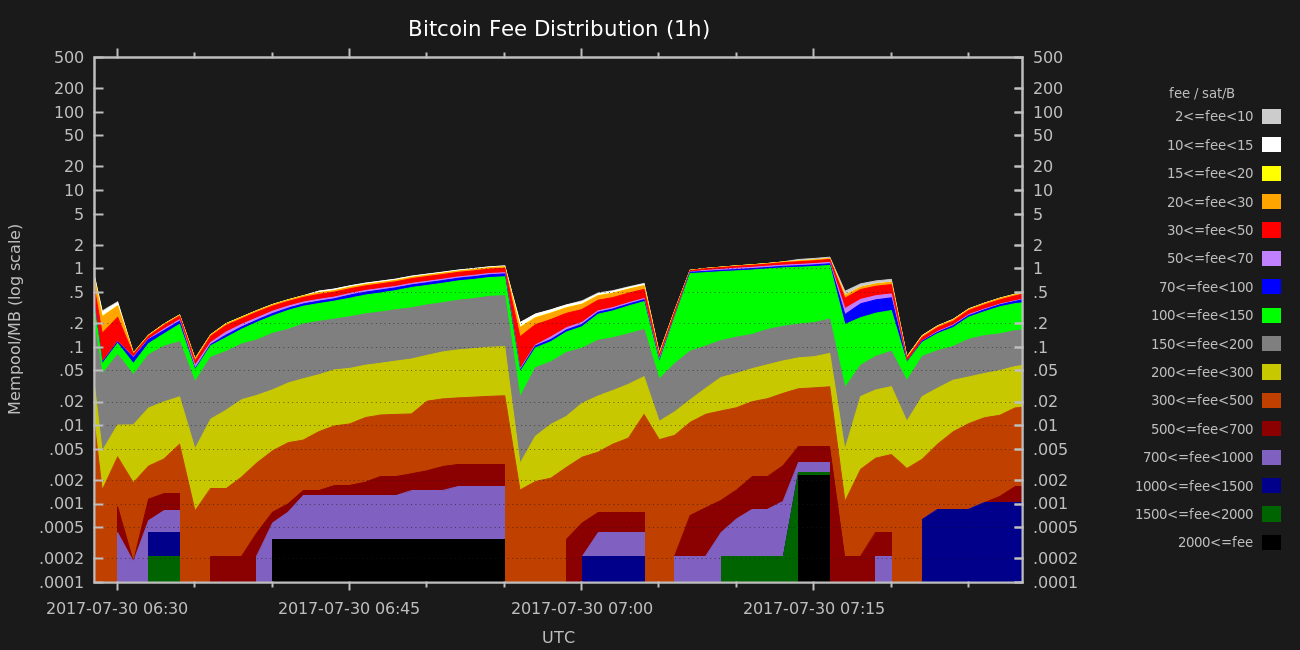 Bitcoin Fee Distribution (1h)
500
200
100
50
20
10
5
2
1
.5
.2
.1
.05
.02
.01
.005
.002
.001
.0005
.0002
.0001
Mempool/MB (log scale)
500
200
100
50
20
10
5
2
1
.5
.2
.1
.05
.02
.01
.005
.002
.001
.0005
.0002
.0001
fee / sat/B
2<=fee<10
10<=fee<15
15<=fee<20
20<=fee<30
30<=fee<50
50<=fee<70
70<=fee<100
100<=fee<150
150<=fee<200
200<=fee<300
300<=fee<500
500<=fee<700
700<=fee<1000
1000<=fee<1500
1500<=fee<2000
2000<=fee
2017-07-30 06:30 2017-07-30 06:45 2017-07-30 07:00 2017-07-30 07:15
UTC